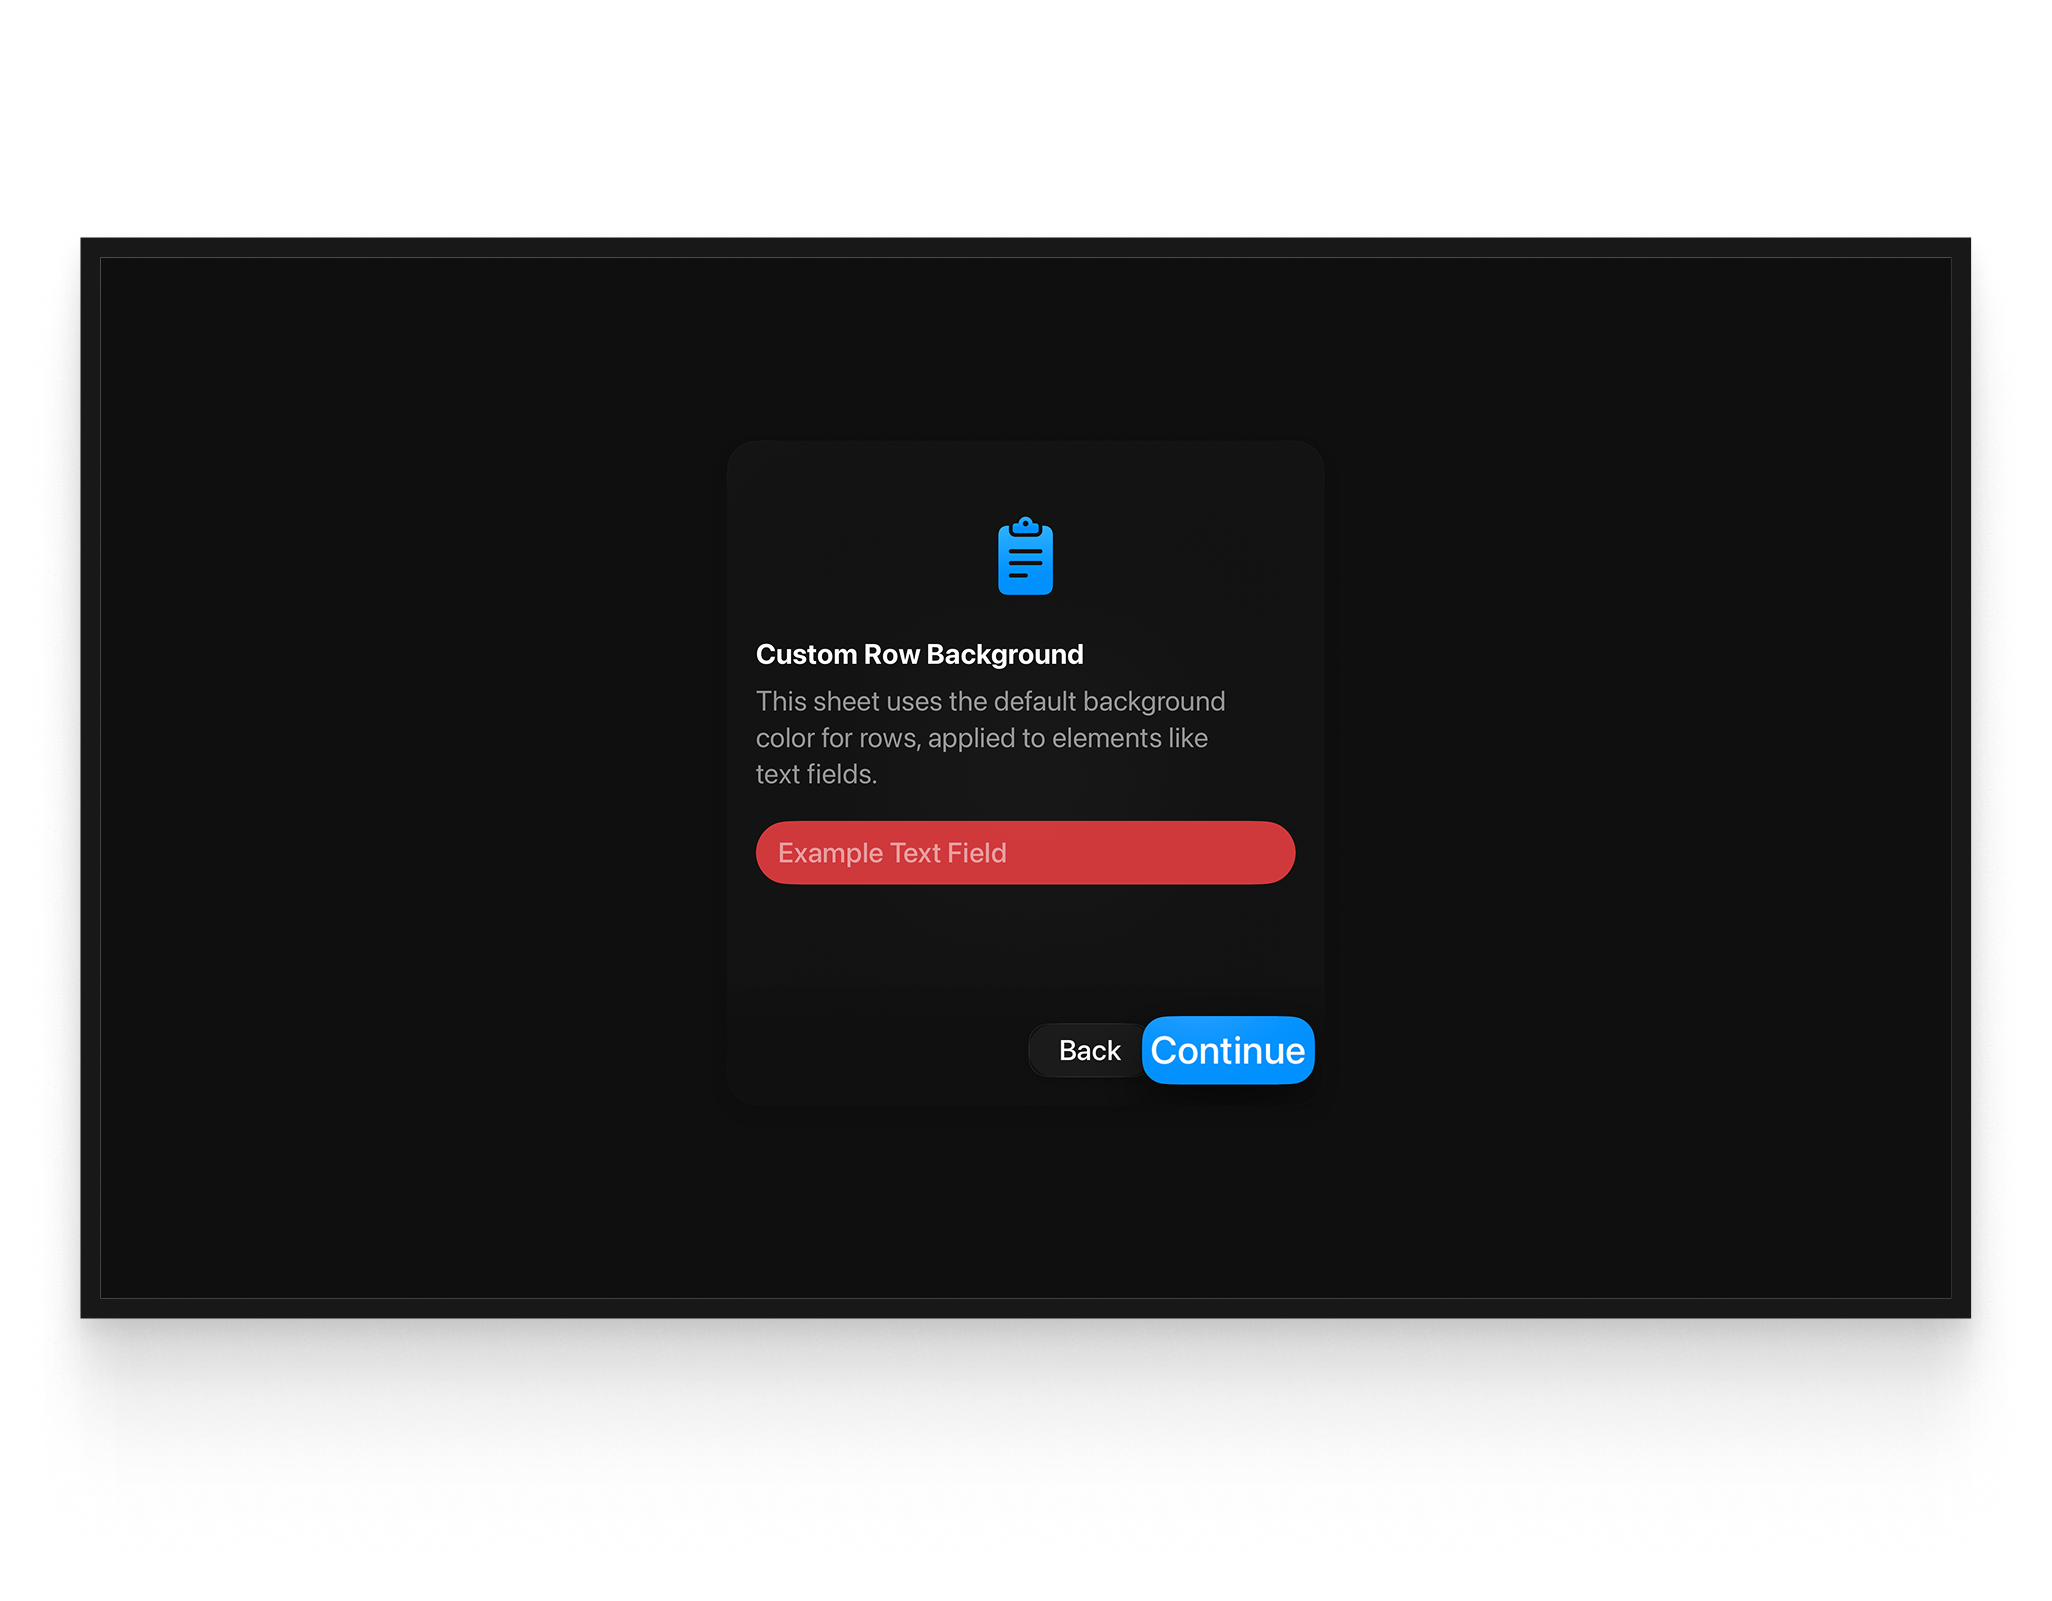 Custom Row Background
This sheet uses the default background
color for rows, applied to elements like
text fields.
Example Text Field
Back
Continue